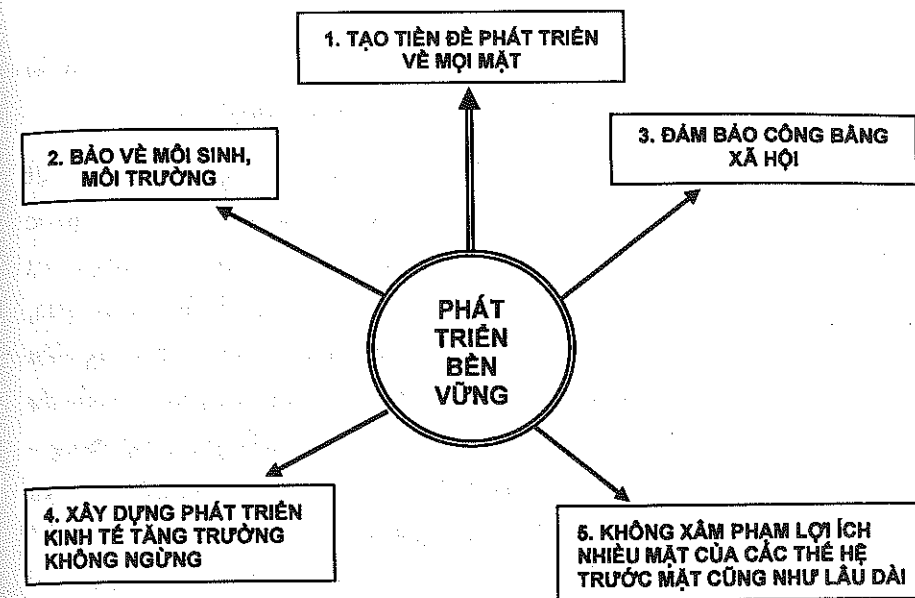 1. TẠO TIỀN ĐỀ PHÁT TRIỂN
VỀ MỌI MẶT
2. BẢO VỆ MÔI SINH,
MÔI TRƯỜNG
3. ĐẢM BẢO CÔNG BẰNG
XÃ HỘI
PHÁT
TRIỂN
BỀN
VỮNG
4. XÂY DỰNG PHÁT TRIỂN
KINH TẾ TĂNG TRƯỞNG
KHÔNG NGỪNG
5. KHÔNG XÂM PHẠM LỢI ÍCH
NHIỀU MẶT CỦA CÁC THẾ HỆ
TRƯỚC MẶT CŨNG NHƯ LÂU DÀI